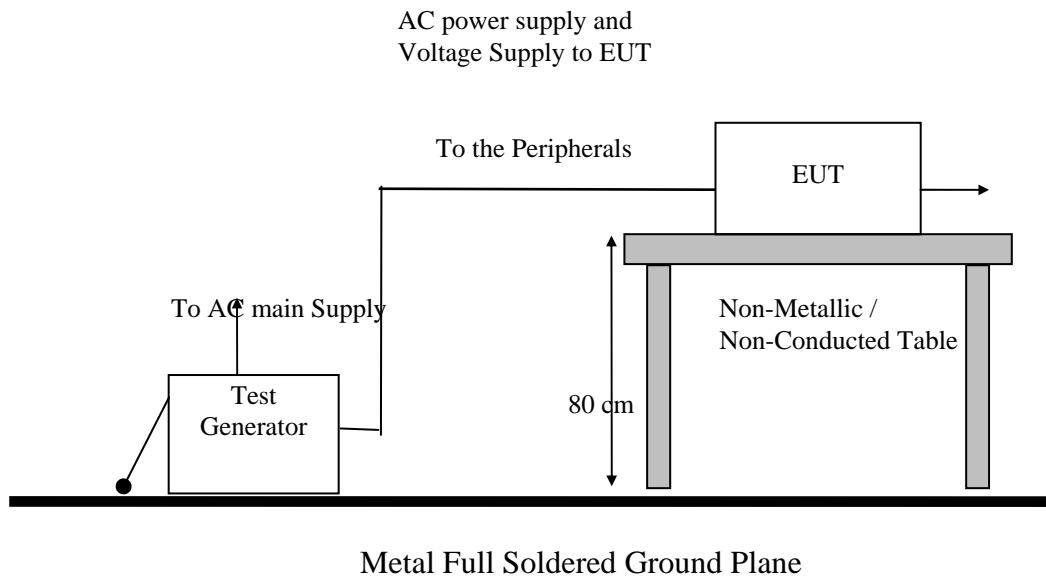 AC power supply and
Voltage Supply to EUT
To the Peripherals
EUT
To AC main Supply
Non-Metallic /
Non-Conducted Table
Test
Generator
80 cm
Metal Full Soldered Ground Plane